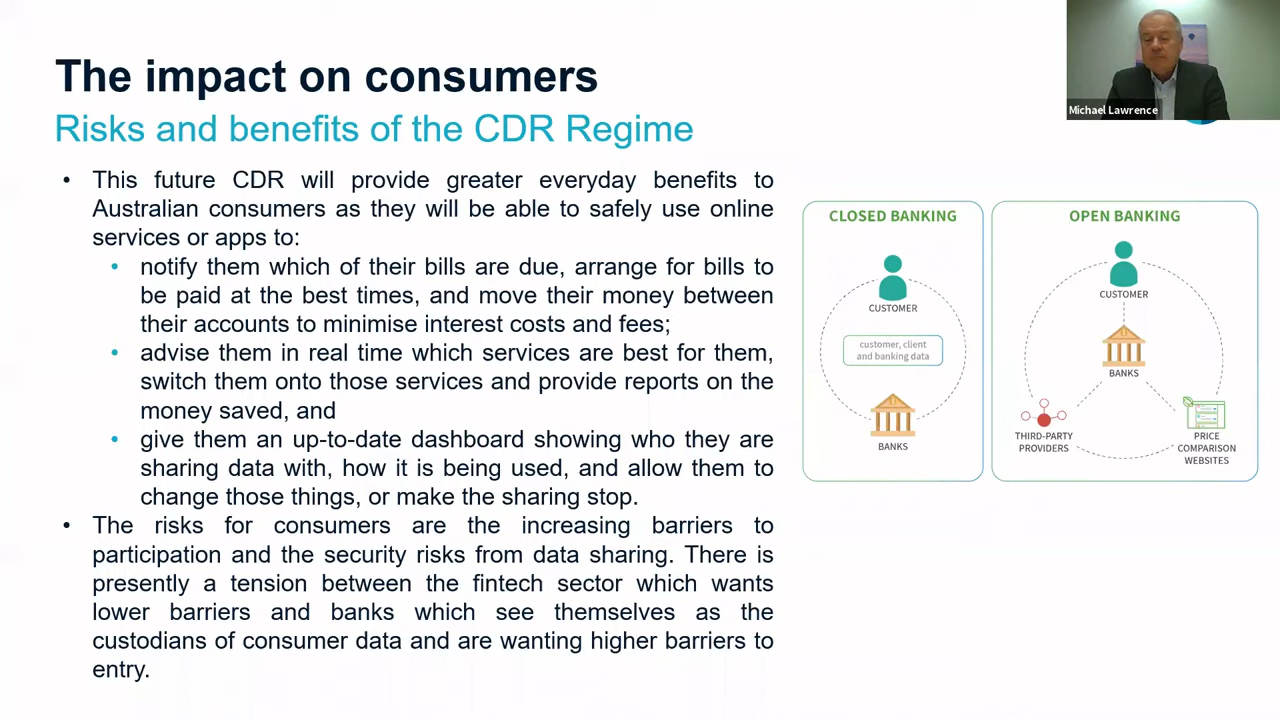 The impact on consumers
Risks and benefits of the CDR Regime
• This future CDR will provide greater everyday benefits to
Australian consumers as they will be able to safely use online
services or apps to:
• notify them which of their bills are due, arrange for bills to
be paid at the best times, and move their money between
their accounts to minimise interest costs and fees;
• advise them in real time which services are best for them,
switch them onto those services and provide reports on the
money saved, and
• give them an up-to-date dashboard showing who they are
sharing data with, how it is being used, and allow them to
change those things, or make the sharing stop.
• The risks for consumers are the increasing barriers to
participation and the security risks from data sharing. There is
presently a tension between the fintech sector which wants
lower barriers and banks which see themselves as the
custodians of consumer data and are wanting higher barriers to
entry.
Michael Lawrence
CLOSED BANKING
CUSTOMER
customer, client
and banking data
BANKS
OPEN BANKING
CUSTOMER
BANKS
THIRD-PARTY
PROVIDERS
PRICE
COMPARISON
WEBSITES